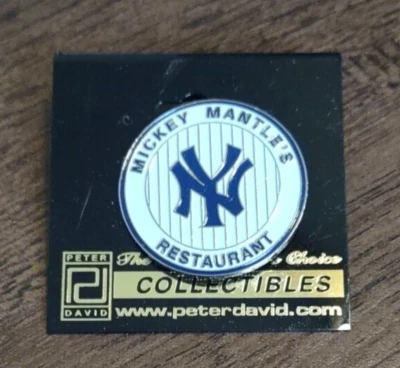 MICKEY MANTLE'S
NY
RESTAURANT
PETER
DAVID
The Choice
COLLECTIBLES
www.peterdavid.com